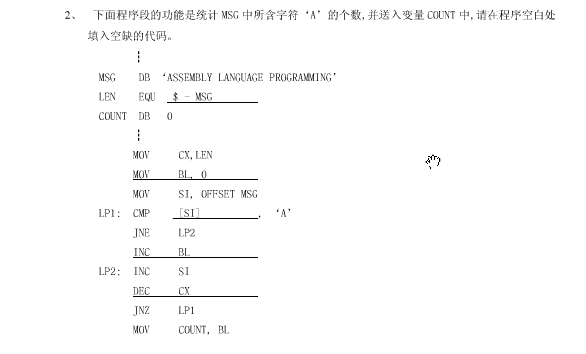 2、 下面程序段的功能是统计 MSG 中所含字符‘A’的个数,并送入变量 COUNT 中,请在程序空白处
填入空缺的代码。
┇
MSG DB ‘ASSEMBLY LANGUAGE PROGRAMMING’
LEN EQU $ - MSG
COUNT DB 0
┇
MOV CX,LEN
MOV BL, 0
MOV SI, OFFSET MSG
LP1: CMP [SI] , ‘A’
JNE LP2
INC BL
LP2: INC SI
DEC CX
JNZ LP1
MOV COUNT, BL